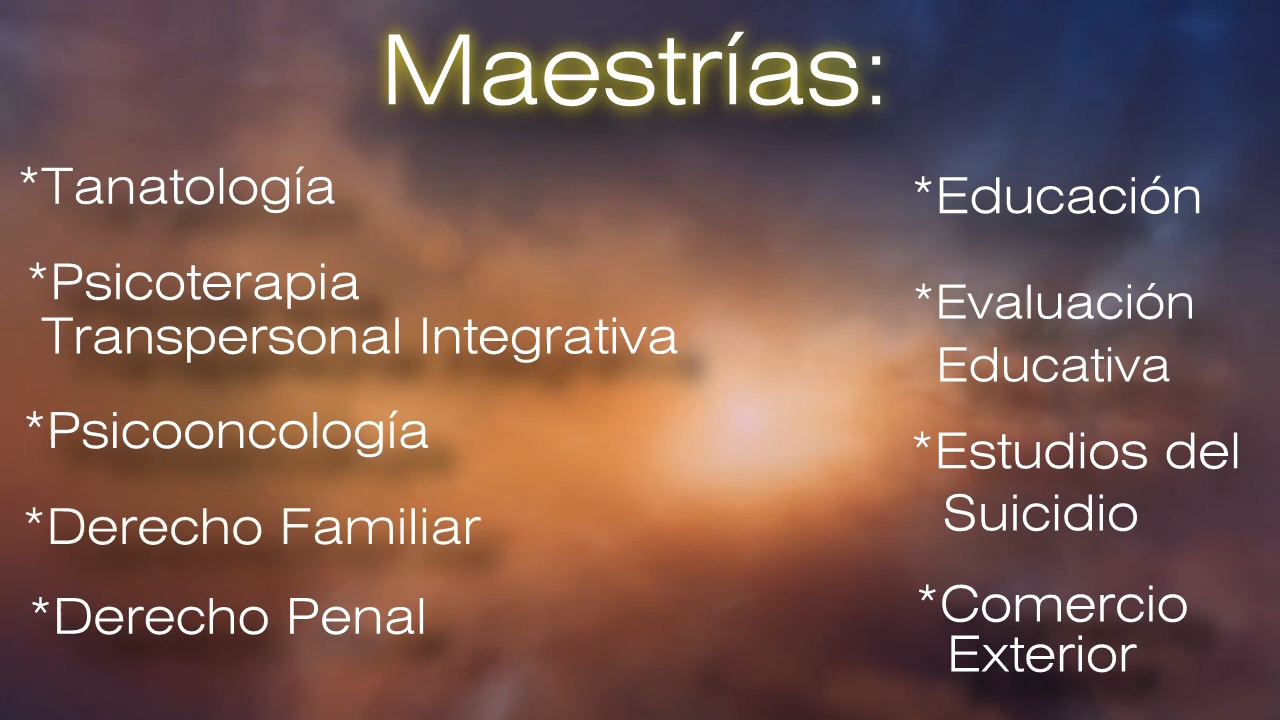 Maestrías:
*Tanatología
*Psicoterapia
Transpersonal Integrativa
*Psicooncología
*Derecho Familiar
*Derecho Penal
*Educación
*Evaluación
Educativa
*Estudios del
Suicidio
*Comercio
Exterior